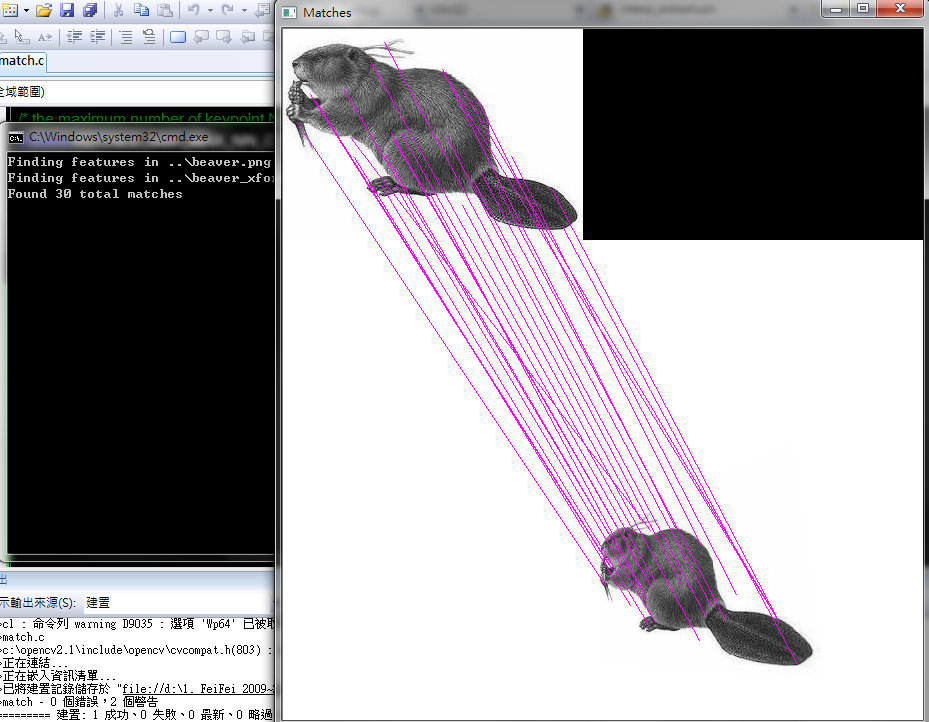 Matches
match.c
全域範圍)
/* the maximum number of keypoint
C:\Windows\system32\cmd.exe
Finding features in ..\beaver.png
Finding features in ..\beaver_xfo
Found 30 total matches
示輸出來源(S): 建置
>cl : 命令列 warning D9035 : 選項 'Wp64' 已被取
>match.c
>c:\opencv2.1\include\opencv\cvcompat.h(803) :
>正在連結...
>正在嵌入資訊清單...
>已將建置記錄儲存於 "file://d:\1. FeiFei 2009~
>match - 0 個錯誤，2 個警告
========= 建置: 1 成功、0 失敗、0 最新、0 略過